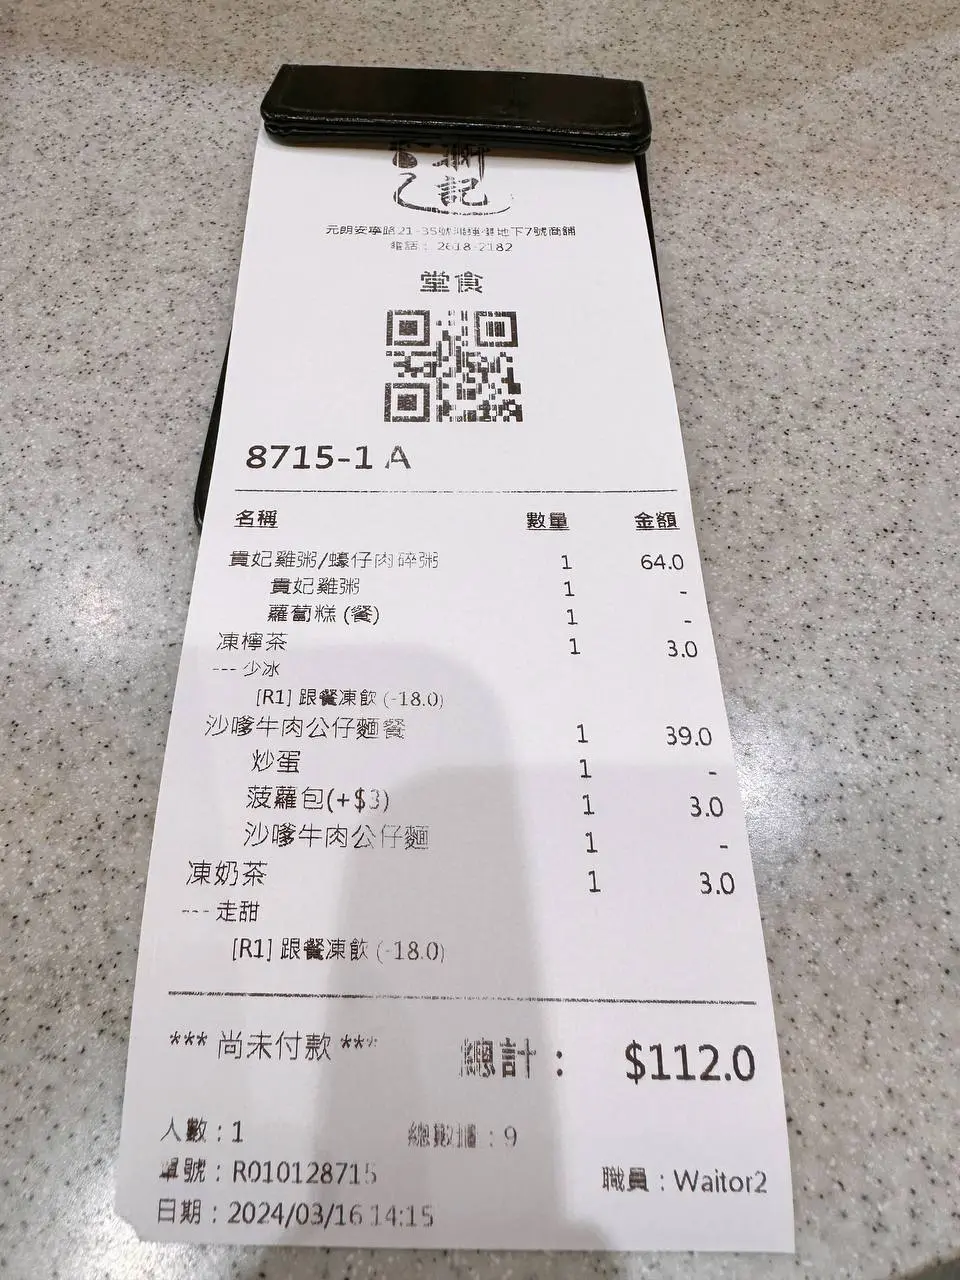 記
元朗安寧路21-35號鴻運樓地下7號商舖
電話： 2618-2182
堂食
8715-1 A
名稱 數量 金額
貴妃雞粥/蠔仔肉碎粥 1 64.0
貴妃雞粥 1 -
蘿蔔糕 (餐) 1 -
凍檸茶 1 3.0
--- 少冰
[R1] 跟餐凍飲 (-18.0)
沙嗲牛肉公仔麵餐 1 39.0
炒蛋 1 -
菠蘿包(+$3) 1 3.0
沙嗲牛肉公仔麵 1 -
凍奶茶 1 3.0
--- 走甜
[R1] 跟餐凍飲 (-18.0)
*** 尚未付款 *** 總計： $112.0
人數：1 總數量：9
單號：R010128715 職員：Waitor2
日期：2024/03/16 14:15